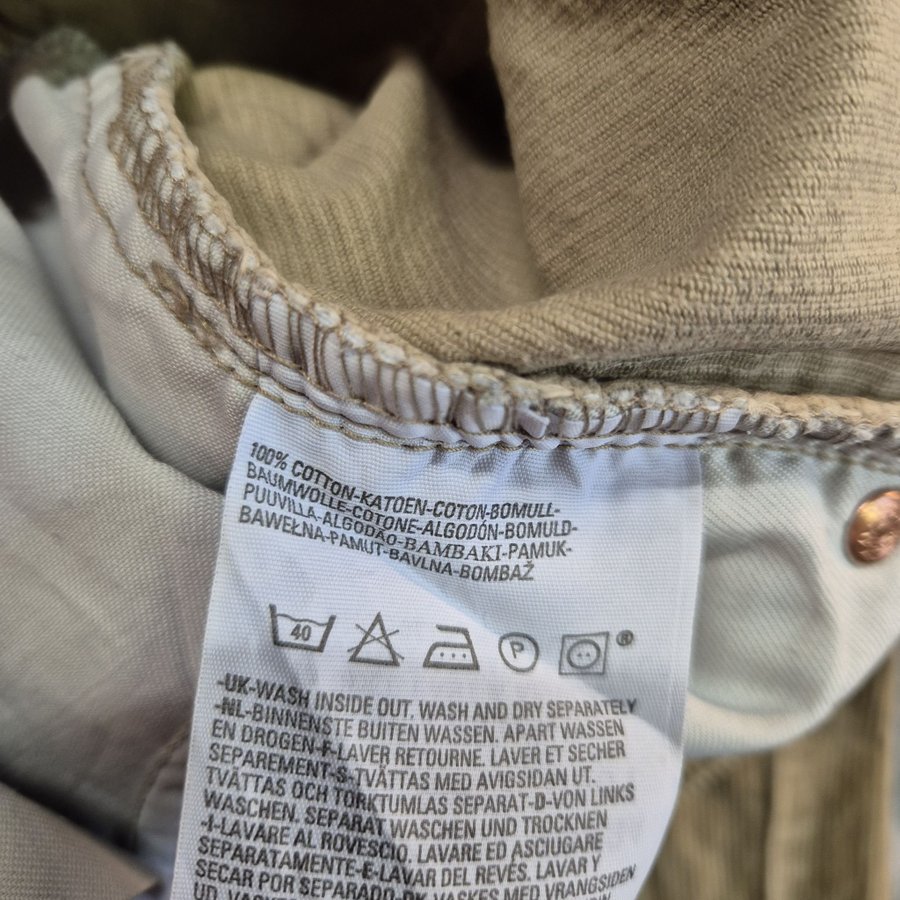 100% COTTON-KATOEN-COTON-BOMULL-
BAUMWOLLE-COTONE-ALGODÓN-BOMULD-
PUUVILLA-ALGODÃO-BAMBAKI-PAMUK-
BAWEŁNA-PAMUT-BAVLNA-BOMBAŽ
40
P
®
-UK-WASH INSIDE OUT, WASH AND DRY SEPARATELY
-NL-BINNENSTE BUITEN WASSEN. APART WASSEN
EN DROGEN-F-LAVER RETOURNE. LAVER ET SECHER
SEPAREMENT-S-TVÄTTAS MED AVIGSIDAN UT.
TVÄTTAS OCH TORKTUMLAS SEPARAT-D-VON LINKS
WASCHEN. SEPARAT WASCHEN UND TROCKNEN
-I-LAVARE AL ROVESCIO. LAVARE ED ASCIUGARE
SEPARATAMENTE-E-LAVAR DEL REVÉS. LAVAR Y
SECAR POR SEPARADO-DK-VASKES MED VRANGSIDEN
UD.